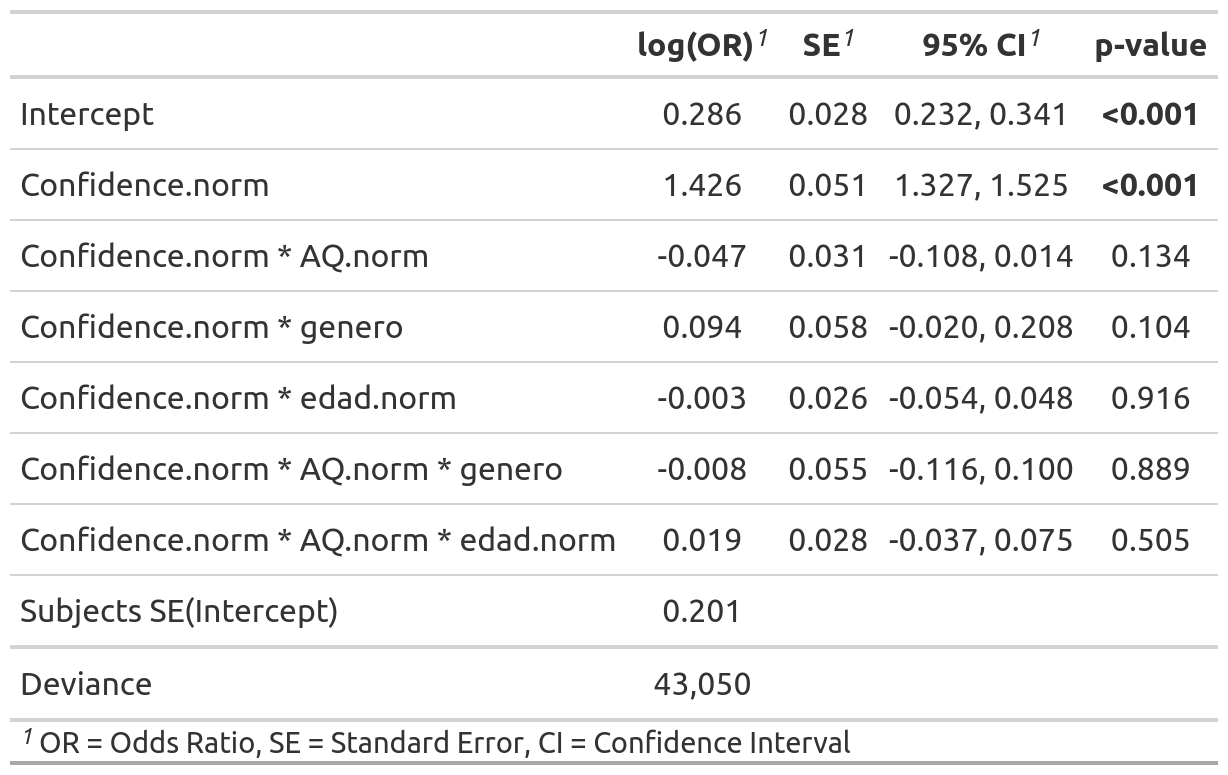 log(OR)1 SE1 95% CI1 p-value
Intercept 0.286 0.028 0.232, 0.341 <0.001
Confidence.norm 1.426 0.051 1.327, 1.525 <0.001
Confidence.norm * AQ.norm -0.047 0.031 -0.108, 0.014 0.134
Confidence.norm * genero 0.094 0.058 -0.020, 0.208 0.104
Confidence.norm * edad.norm -0.003 0.026 -0.054, 0.048 0.916
Confidence.norm * AQ.norm * genero -0.008 0.055 -0.116, 0.100 0.889
Confidence.norm * AQ.norm * edad.norm 0.019 0.028 -0.037, 0.075 0.505
Subjects SE(Intercept) 0.201
Deviance 43,050
1 OR = Odds Ratio, SE = Standard Error, CI = Confidence Interval